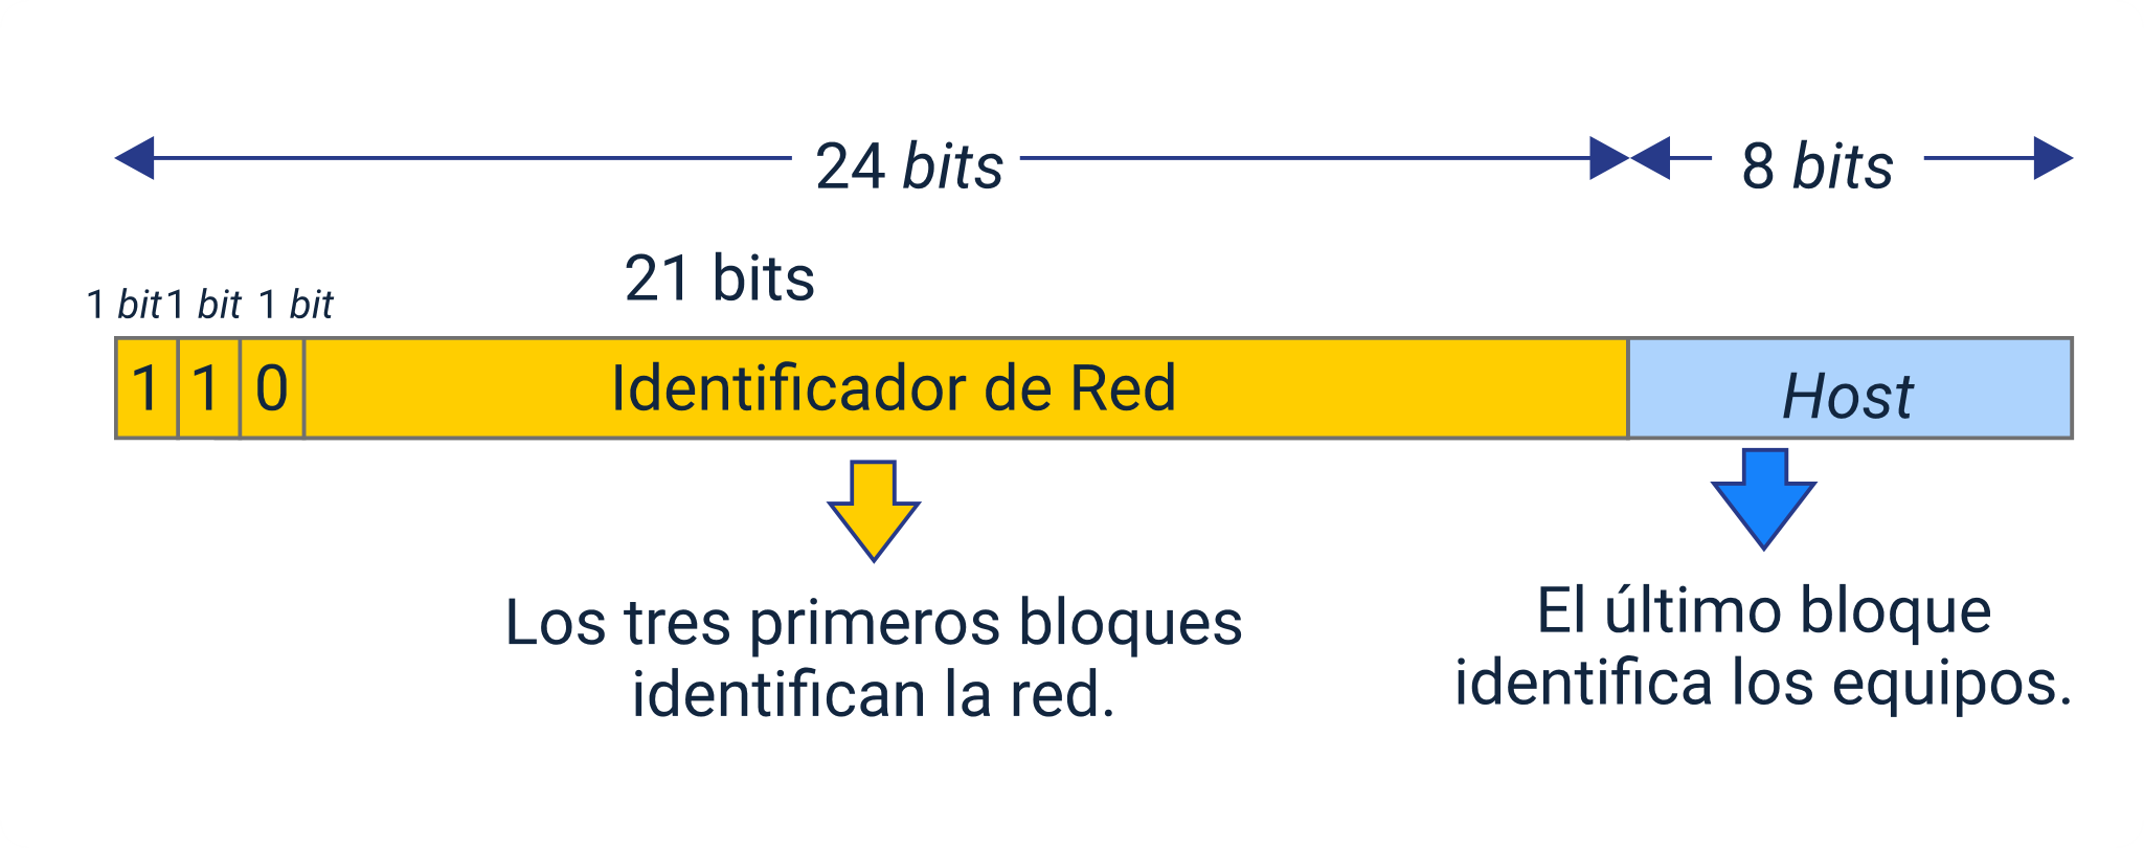 24 bits 8 bits
21 bits
1 bit 1 bit 1 bit
1 1 0 Identificador de Red Host
Los tres primeros bloques
identifican la red.
El último bloque
identifica los equipos.